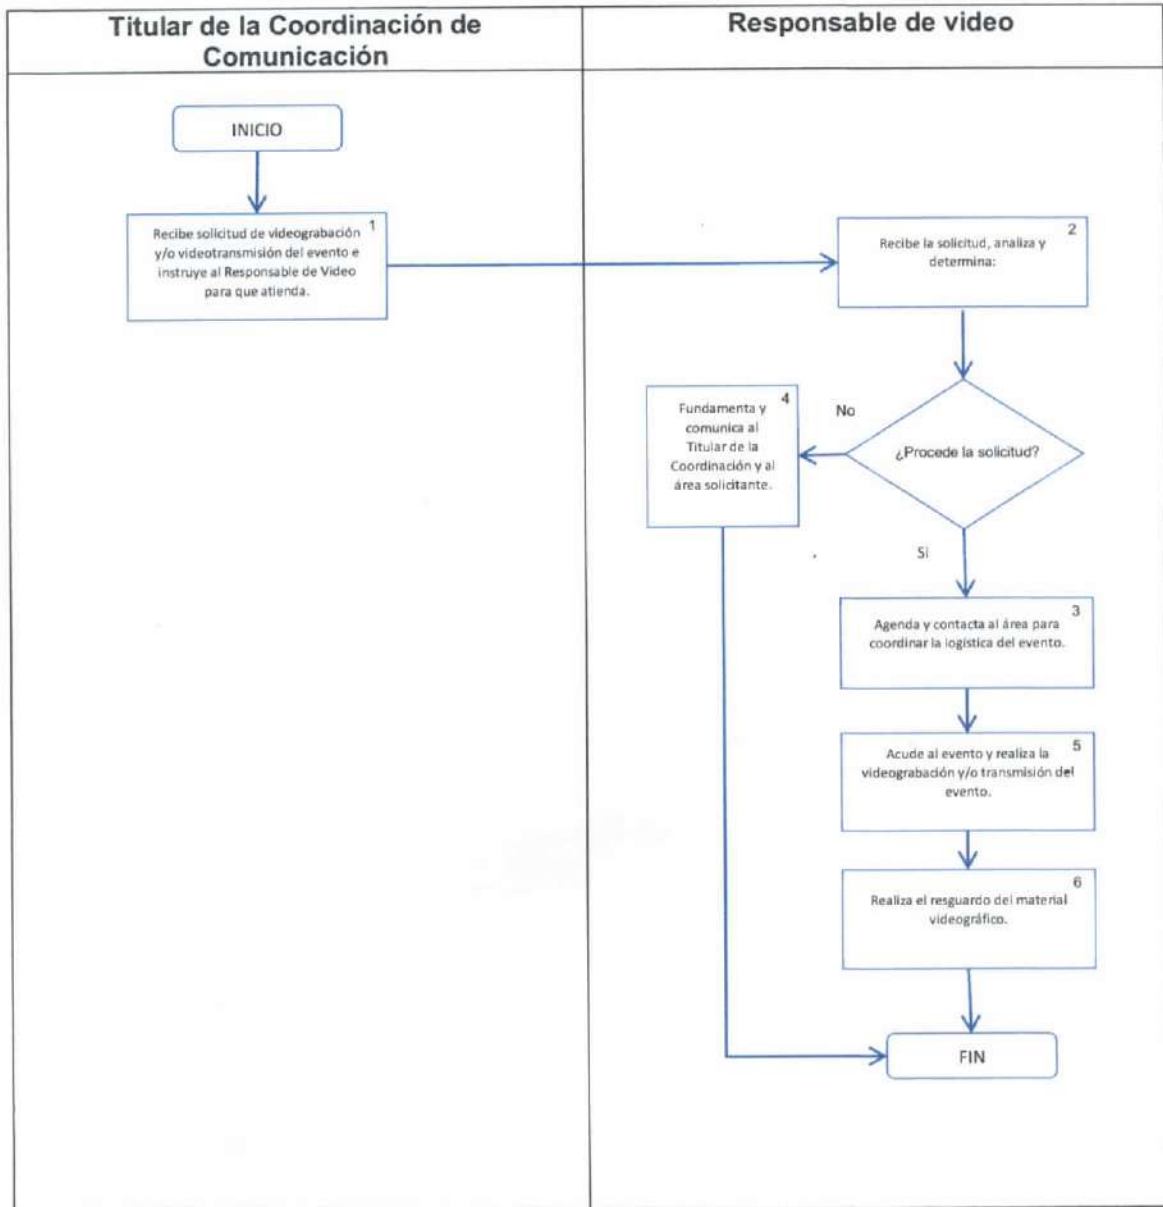 Titular de la Coordinación de
Comunicación
Responsable de video
INICIO
1
Recibe solicitud de videograbación
y/o videotransmisión del evento e
instruye al Responsable de Video
para que atienda.
2
Recibe la solicitud, analiza y
determina:
¿Procede la solicitud?
No
4
Fundamenta y
comunica al
Titular de la
Coordinación y al
área solicitante.
Si
3
Agenda y contacta al área para
coordinar la logística del evento.
5
Acude al evento y realiza la
videograbación y/o transmisión del
evento.
6
Realiza el resguardo del material
videográfico.
FIN